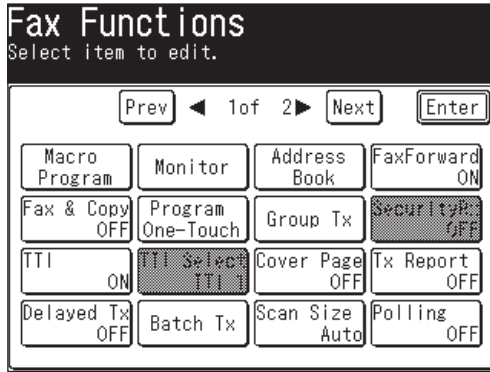 Fax Functions
Select item to edit.
Prev ◀ 1of 2▶ Next Enter
Macro Program
Monitor
Address Book
FaxForward ON
Fax & Copy OFF
Program One-Touch
Group Tx
SecurityR: OFF
TTI ON
TTI Select TTI 1
Cover Page OFF
Tx Report OFF
Delayed Tx OFF
Batch Tx
Scan Size Auto
Polling OFF